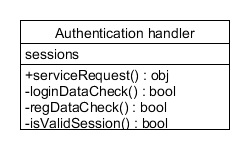 Authentication handler
sessions
+serviceRequest() : obj
-loginDataCheck() : bool
-regDataCheck() : bool
-isValidSession() : bool